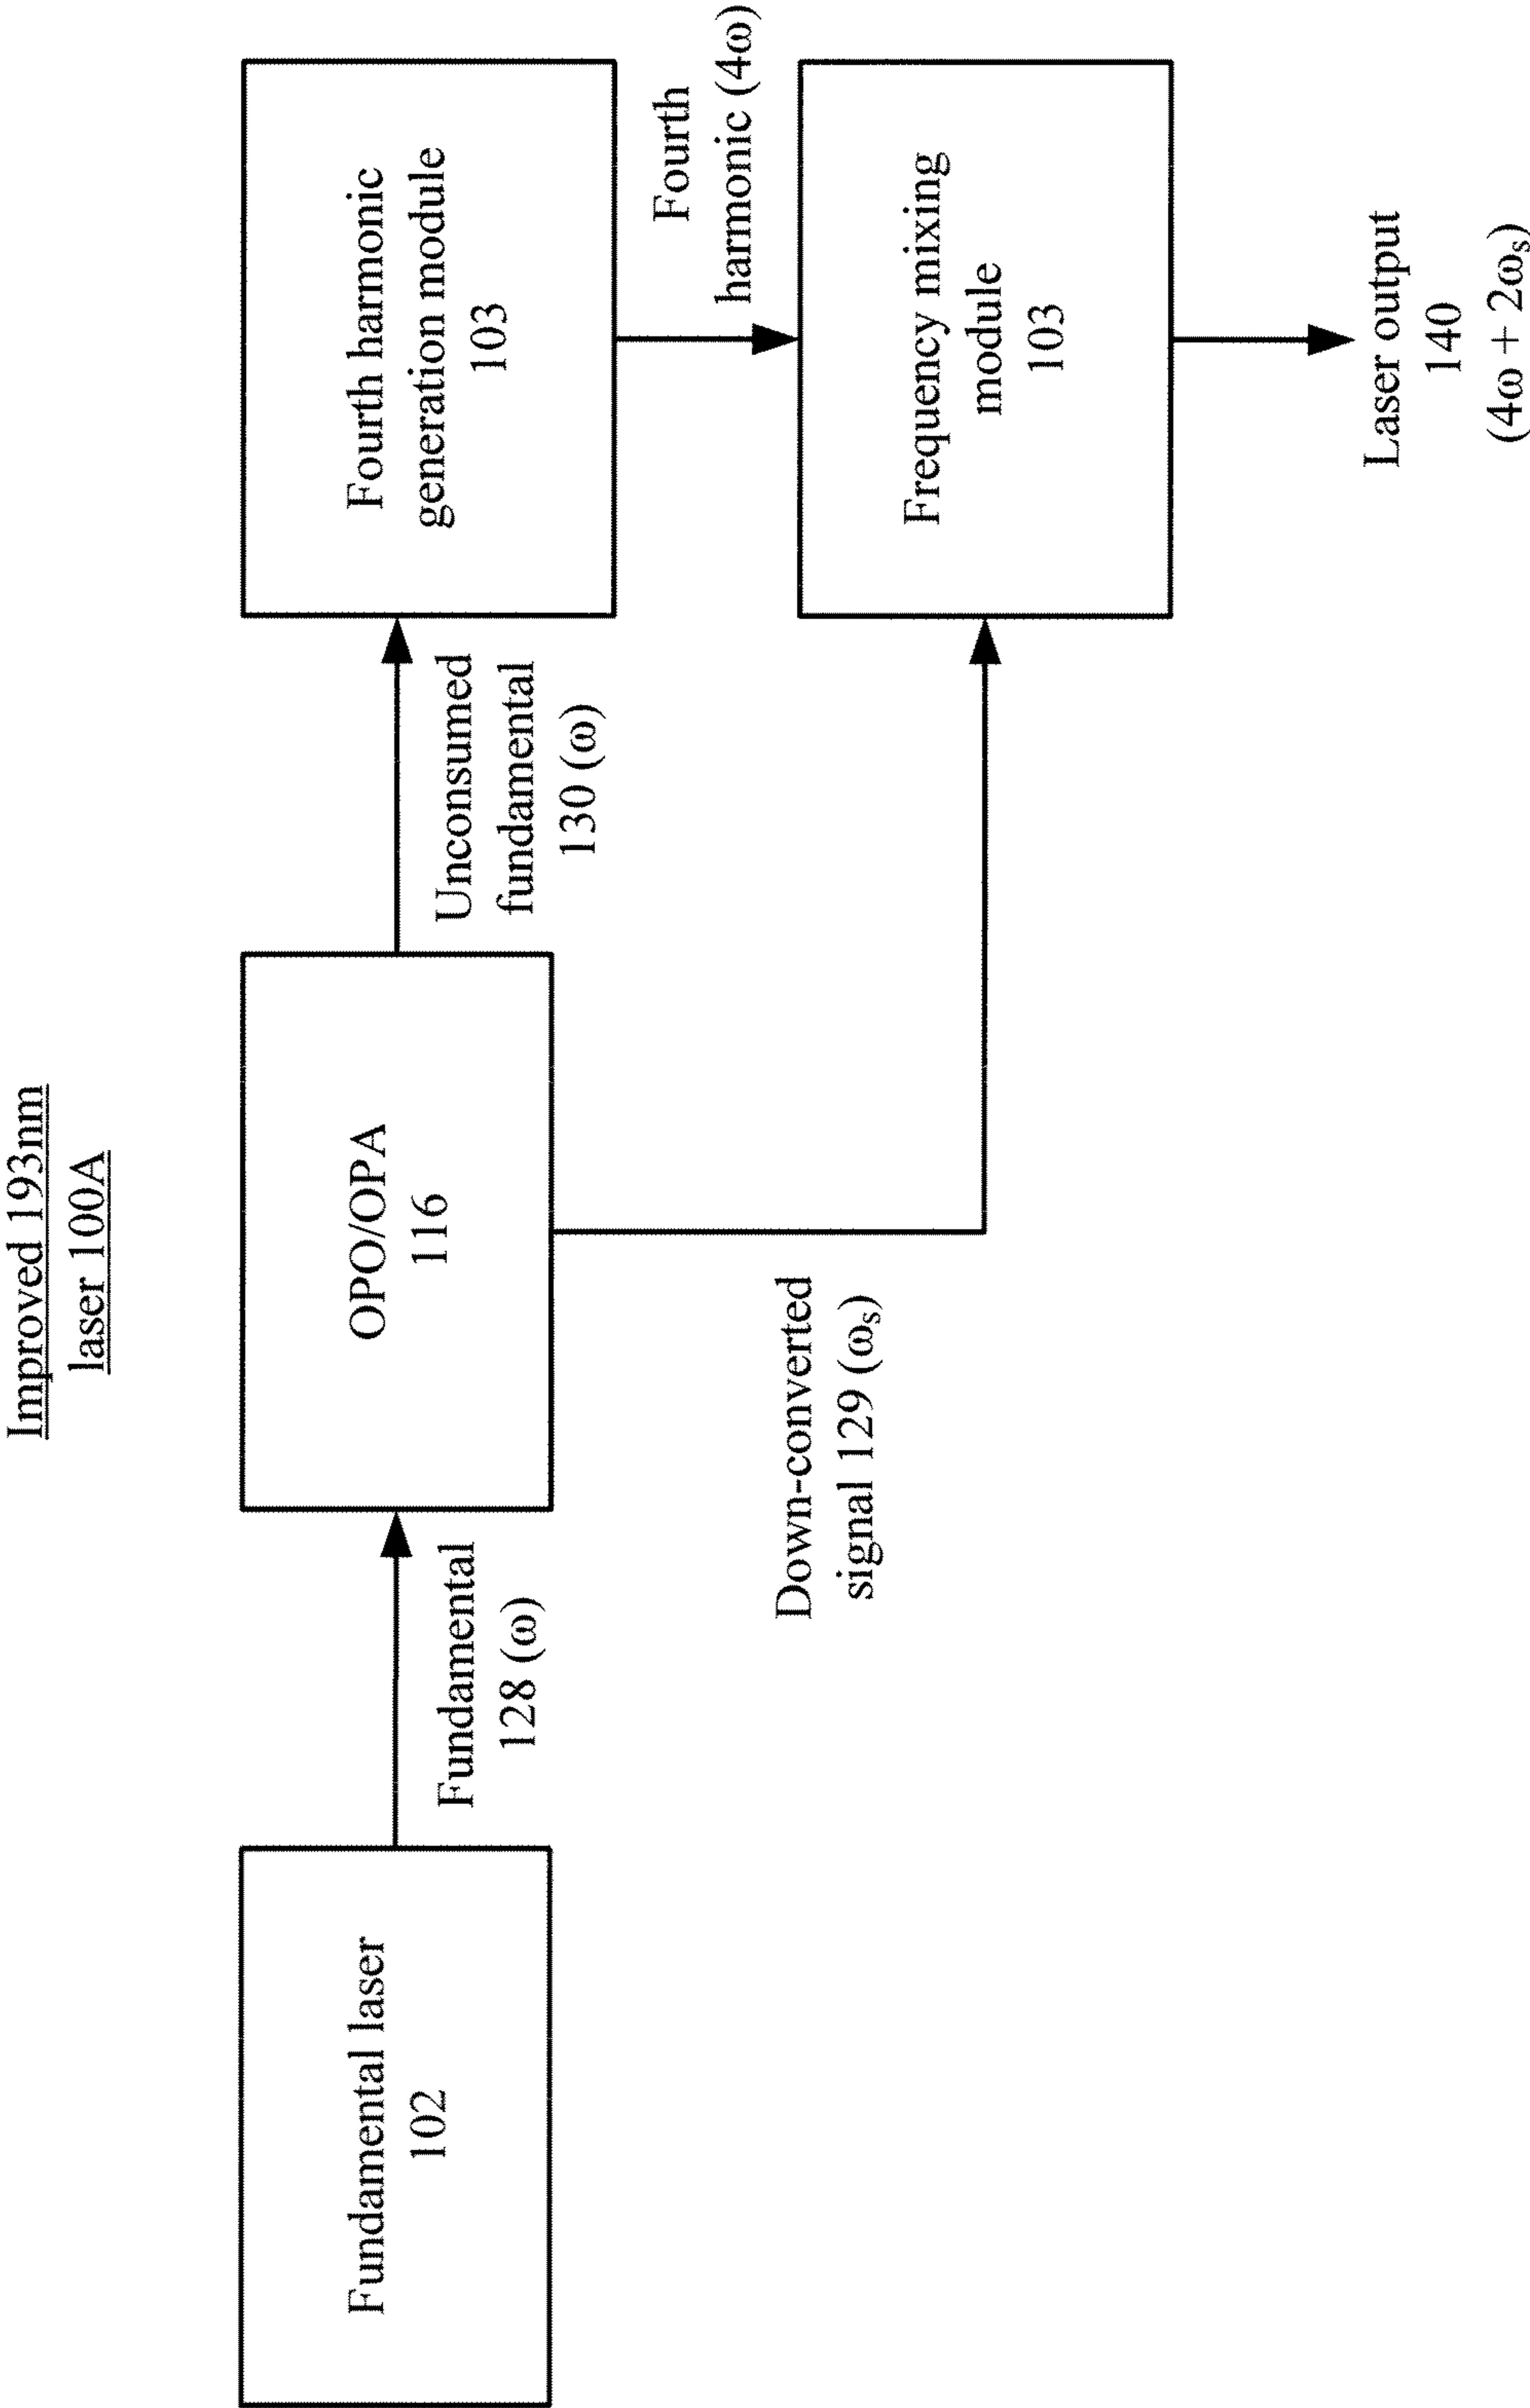 Improved 193nm
laser 100A
Fundamental laser
102
Fundamental
128 (ω)
OPO/OPA
116
Unconsumed
fundamental
130 (ω)
Fourth harmonic
generation module
103
Down-converted
signal 129 (ωₛ)
Fourth
harmonic (4ω)
Frequency mixing
module
103
Laser output
140
(4ω + 2ωₛ)